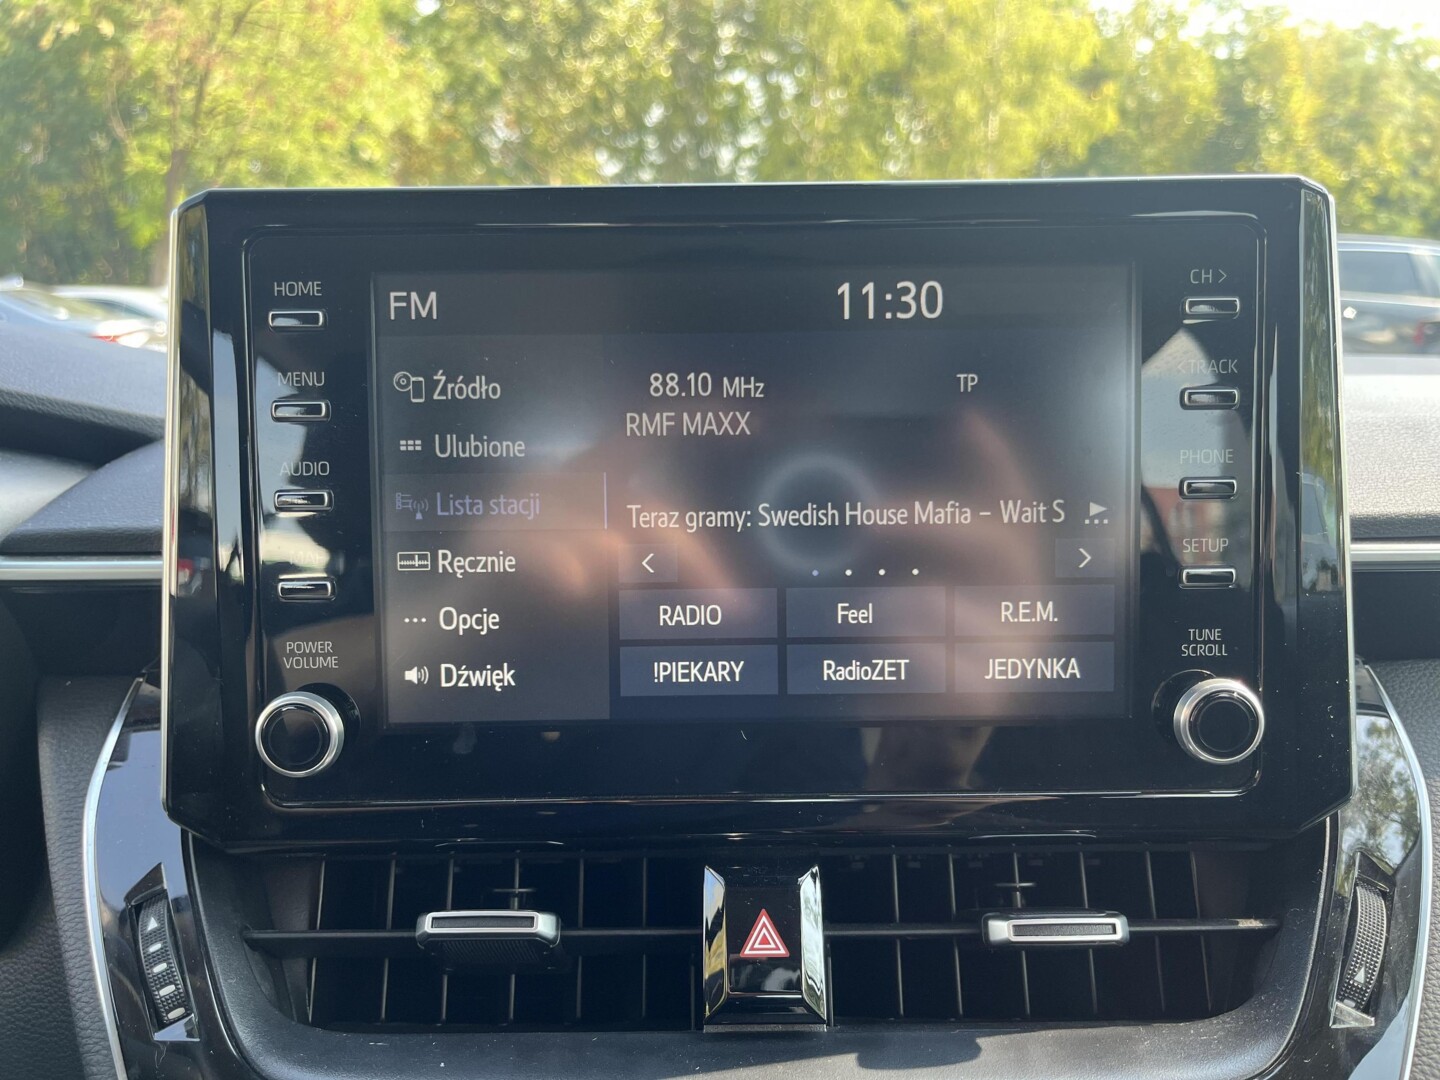 HOME
MENU
AUDIO
MAP
POWER
VOLUME
FM
11:30
Źródło
Ulubione
Lista stacji
Ręcznie
Opcje
Dźwięk
88.10 MHz
TP
RMF MAXX
Teraz gramy: Swedish House Mafia – Wait S
RADIO
Feel
R.E.M.
!PIEKARY
RadioZET
JEDYNKA
CH >
< TRACK
PHONE
SETUP
TUNE
SCROLL